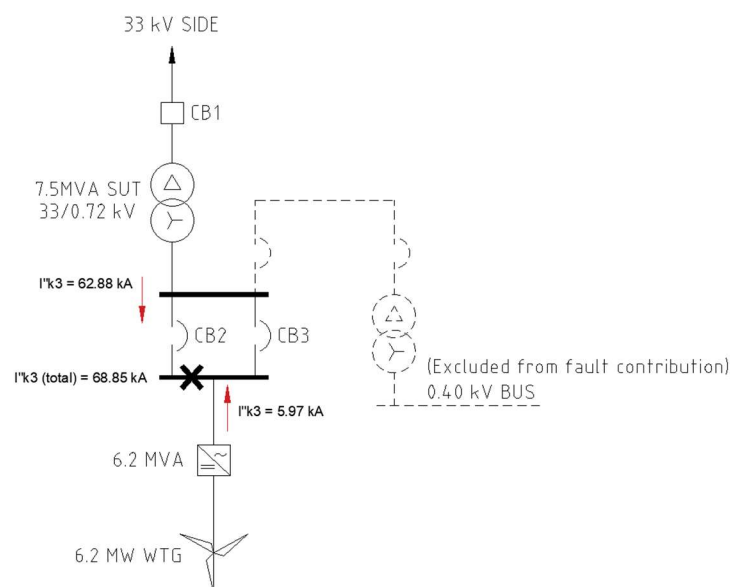 33 kV SIDE
CB1
7.5MVA SUT
33/0.72 kV
I"k3 = 62.88 kA
CB2
CB3
I"k3 (total) = 68.85 kA
(Excluded from fault contribution)
0.40 kV BUS
I"k3 = 5.97 kA
6.2 MVA
6.2 MW WTG